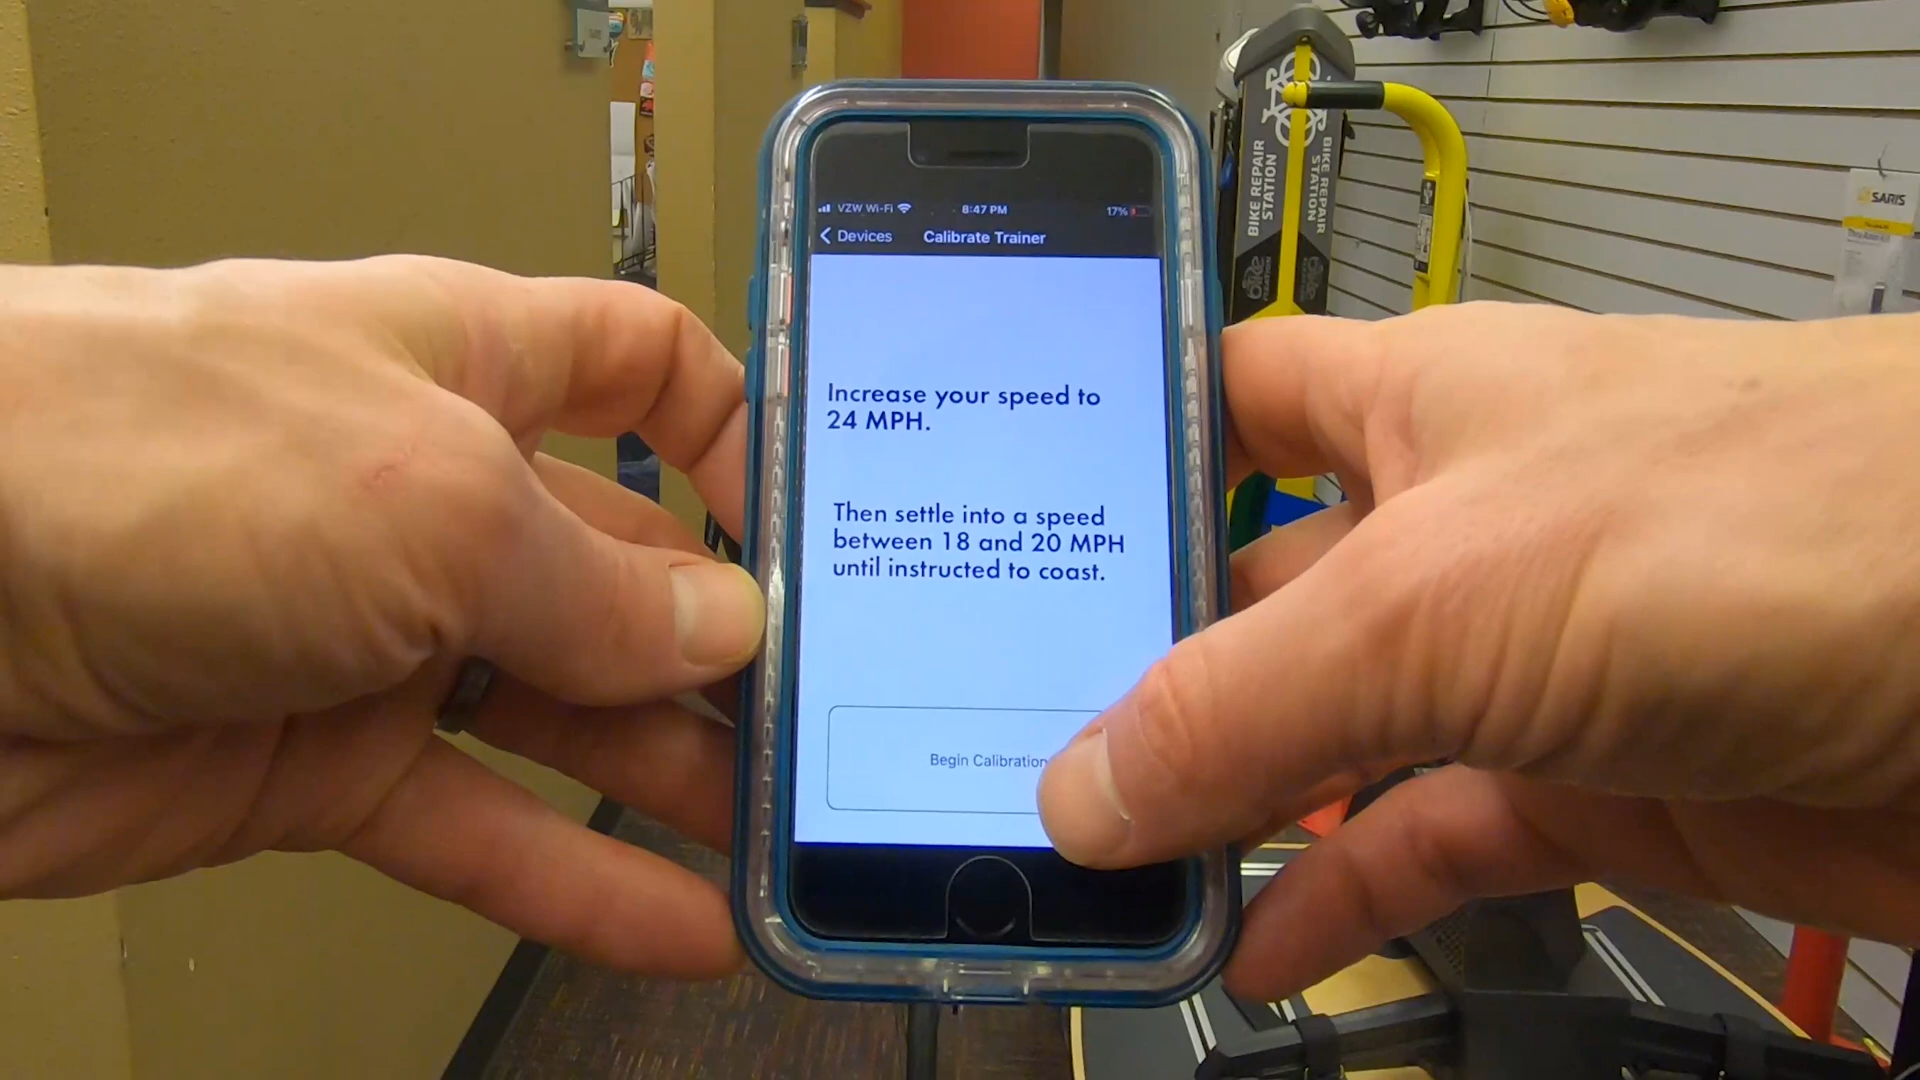 VZW Wi-Fi
8:47 PM
17%
Devices
Calibrate Trainer
Increase your speed to
24 MPH.
Then settle into a speed
between 18 and 20 MPH
until instructed to coast.
Begin Calibration
BIKE REPAIR
STATION
BIKE REPAIR
STATION
SARIS